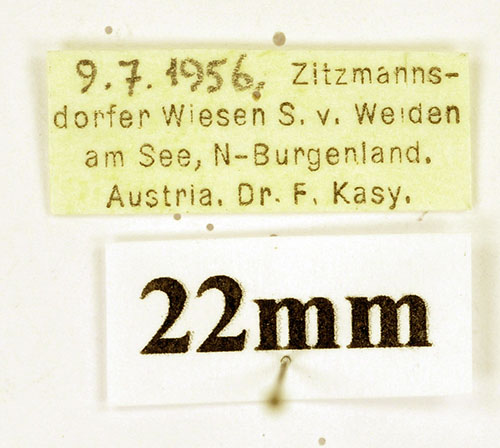 9.7.1956, Zitzmanns-
dorfer Wiesen S. v. Weiden
am See, N-Burgenland.
Austria. Dr. F. Kasy.
22mm